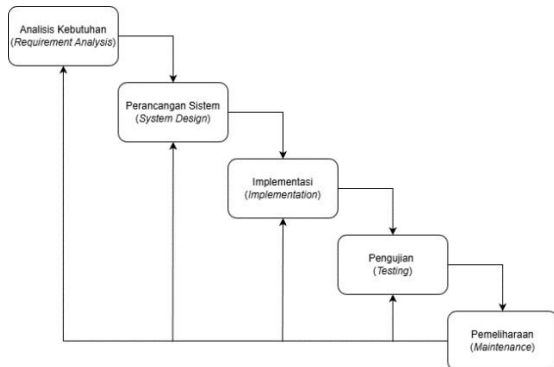 Analisis Kebutuhan
(Requirement Analysis)
Perancangan Sistem
(System Design)
Implementasi
(Implementation)
Pengujian
(Testing)
Pemeliharaan
(Maintenance)